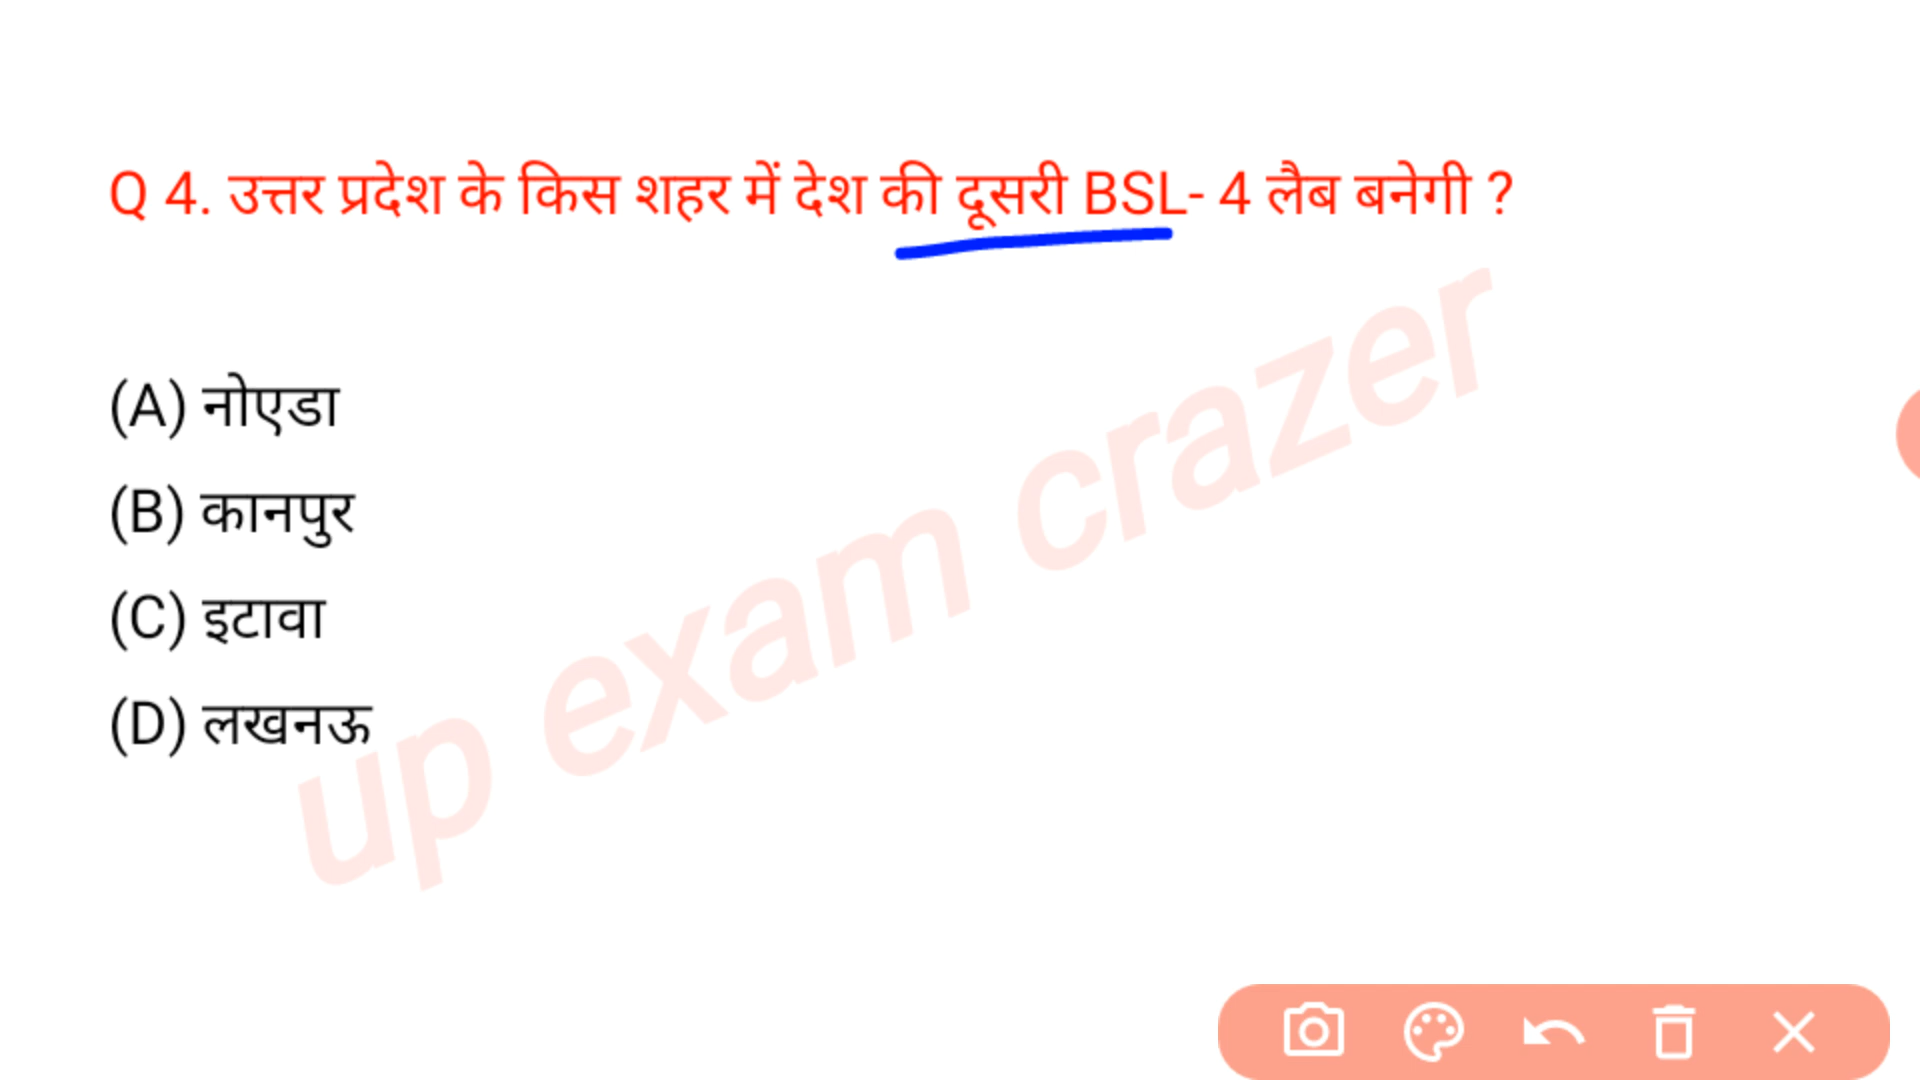 Q 4. उत्तर प्रदेश के किस शहर में देश की दूसरी BSL- 4 लैब बनेगी ?
(A) नोएडा
(B) कानपुर
(C) इटावा
(D) लखनऊ
up exam crazer